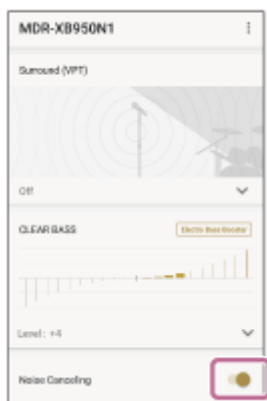 MDR-XB950N1
Surround (VPT)
Off
CLEAR BASS
Electro Bass Booster
Level: +4
Noise Canceling